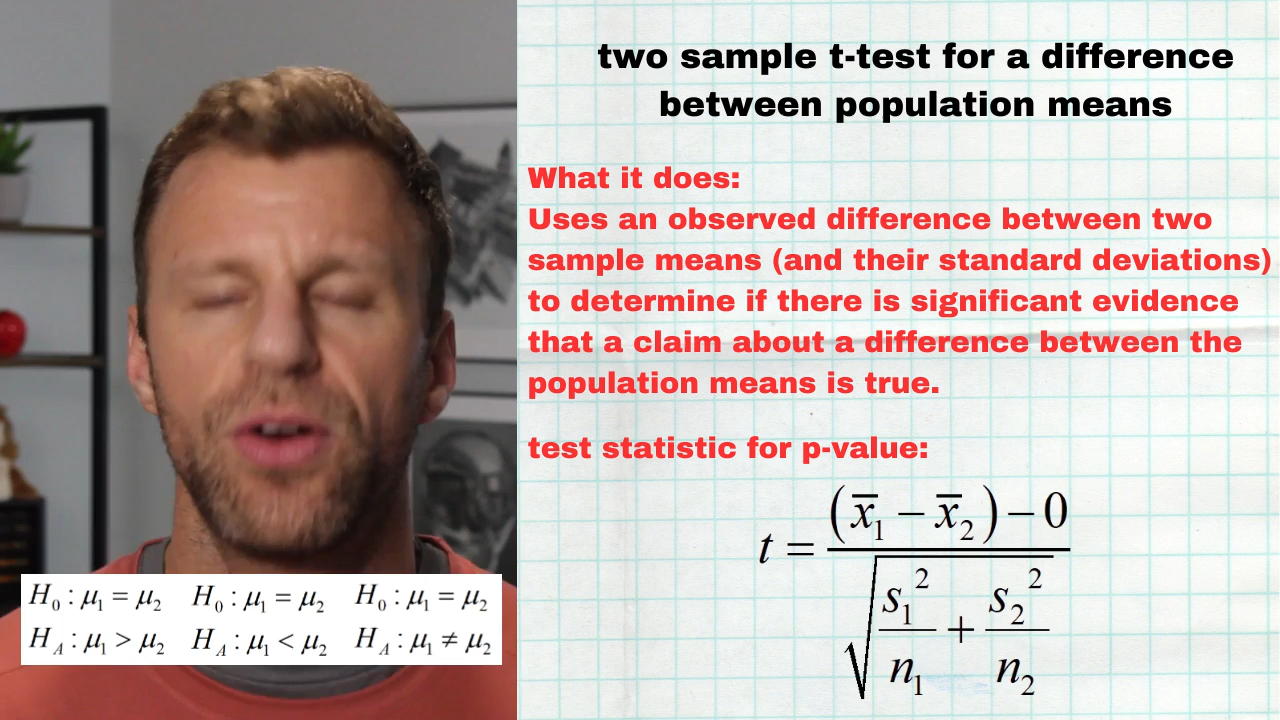 two sample t-test for a difference
between population means
What it does:
Uses an observed difference between two
sample means (and their standard deviations)
to determine if there is significant evidence
that a claim about a difference between the
population means is true.
test statistic for p-value:
t = ((x̄₁ − x̄₂) − 0) / √(s₁²/n₁ + s₂²/n₂)
H₀ : μ₁ = μ₂ H₀ : μ₁ = μ₂ H₀ : μ₁ = μ₂
H_A : μ₁ > μ₂ H_A : μ₁ < μ₂ H_A : μ₁ ≠ μ₂